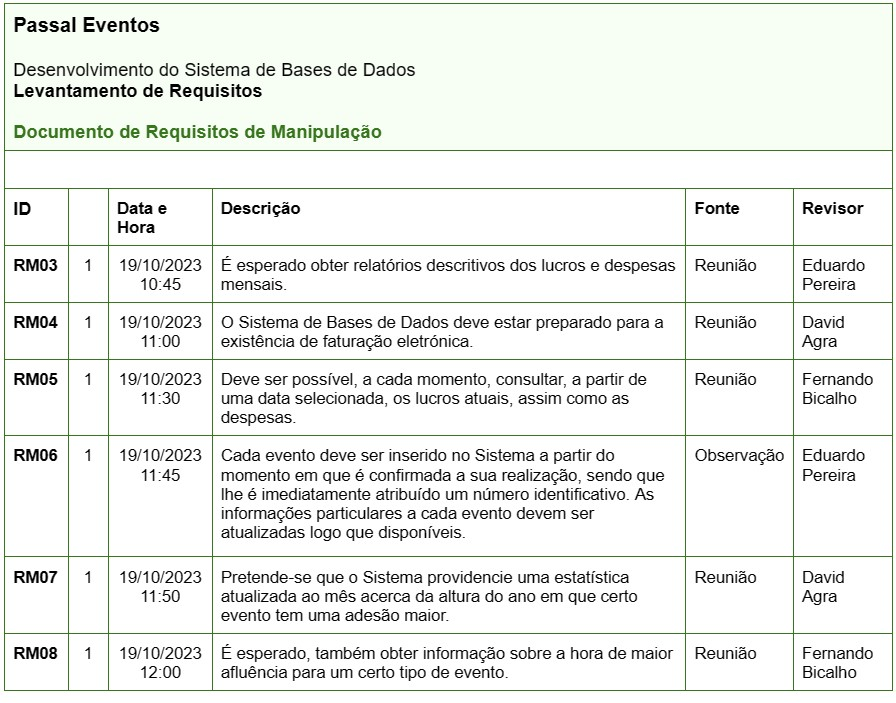 Passal Eventos
Desenvolvimento do Sistema de Bases de Dados
Levantamento de Requisitos
Documento de Requisitos de Manipulação
ID Data e Hora Descrição Fonte Revisor
RM03 1 19/10/2023 É esperado obter relatórios descritivos dos lucros e despesas Reunião Eduardo
10:45 mensais. Pereira
RM04 1 19/10/2023 O Sistema de Bases de Dados deve estar preparado para a Reunião David
11:00 existência de faturação eletrónica. Agra
RM05 1 19/10/2023 Deve ser possível, a cada momento, consultar, a partir de Reunião Fernando
11:30 uma data selecionada, os lucros atuais, assim como as Bicalho
despesas.
RM06 1 19/10/2023 Cada evento deve ser inserido no Sistema a partir do Observação Eduardo
11:45 momento em que é confirmada a sua realização, sendo que Pereira
lhe é imediatamente atribuído um número identificativo. As
informações particulares a cada evento devem ser
atualizadas logo que disponíveis.
RM07 1 19/10/2023 Pretende-se que o Sistema providencie uma estatística Reunião David
11:50 atualizada ao mês acerca da altura do ano em que certo Agra
evento tem uma adesão maior.
RM08 1 19/10/2023 É esperado, também obter informação sobre a hora de maior Reunião Fernando
12:00 afluência para um certo tipo de evento. Bicalho